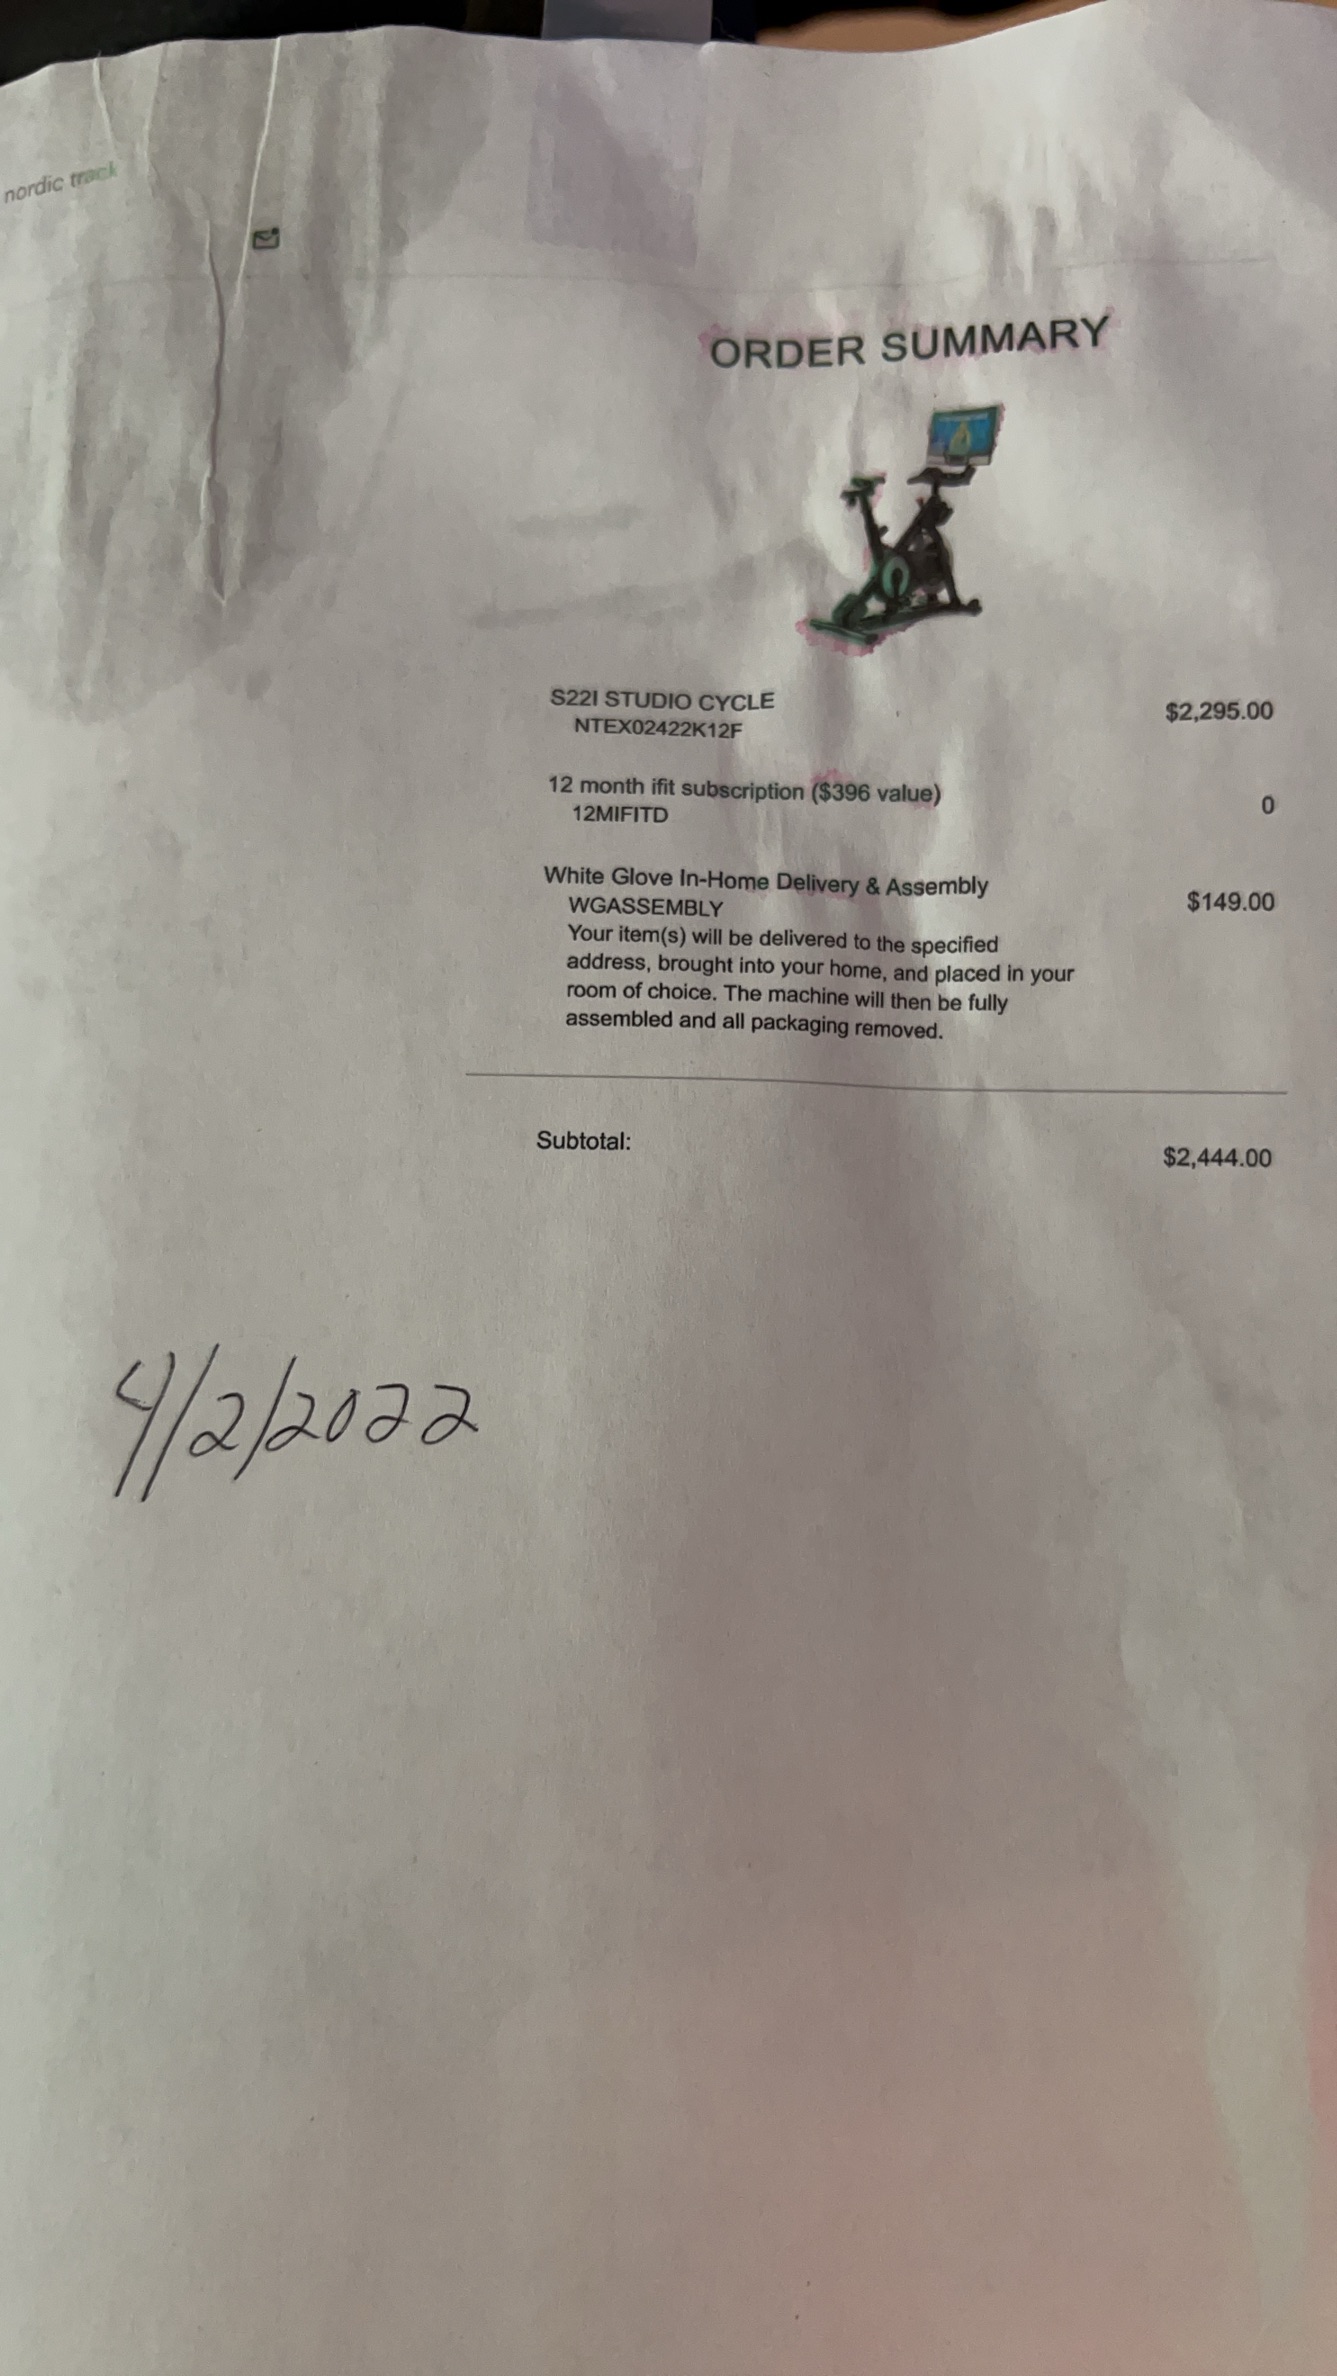 nordic track
ORDER SUMMARY
S22I STUDIO CYCLE $2,295.00
NTEX02422K12F
12 month ifit subscription ($396 value) 0
12MIFITD
White Glove In-Home Delivery & Assembly $149.00
WGASSEMBLY
Your item(s) will be delivered to the specified
address, brought into your home, and placed in your
room of choice. The machine will then be fully
assembled and all packaging removed.
Subtotal: $2,444.00
4/2/2022